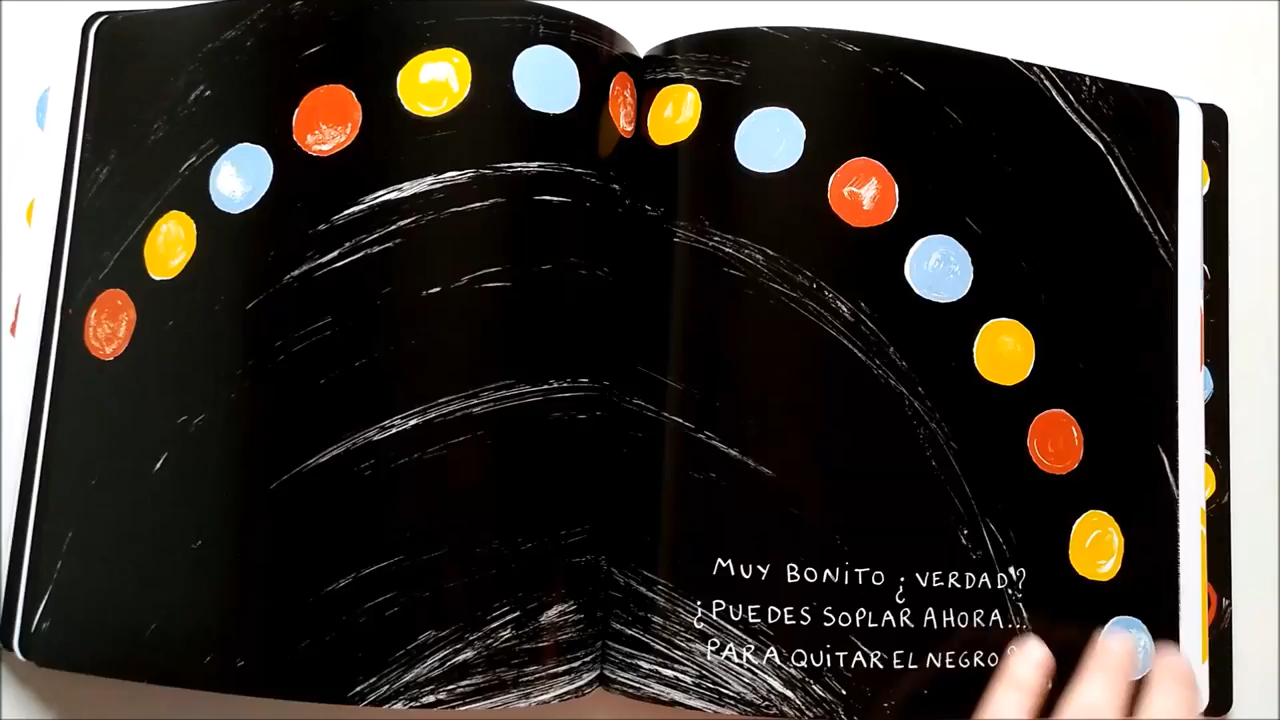 MUY BONITO ¿VERDAD?
¿PUEDES SOPLAR AHORA...
PARA QUITAR EL NEGRO?